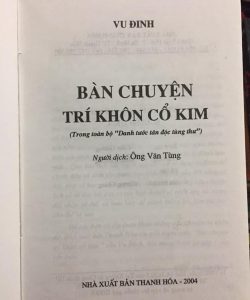 VU ĐINH
BÀN CHUYỆN
TRÍ KHÔN CỔ KIM
(Trong toàn bộ "Danh tước tân độc tùng thư")
Người dịch: Ông Văn Tùng
NHÀ XUẤT BẢN THANH HÓA - 2004